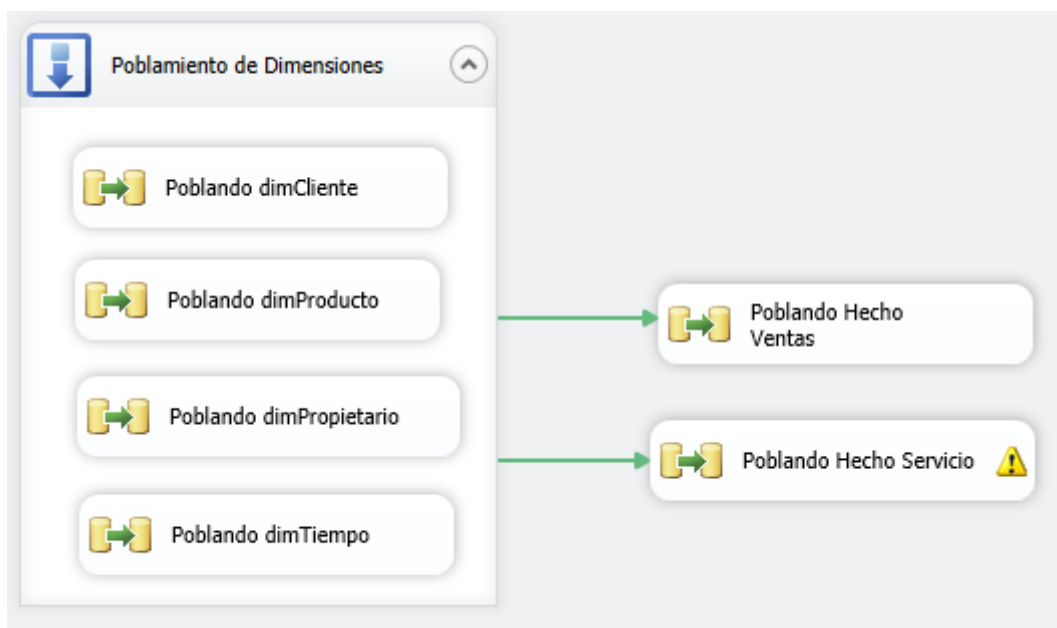 Poblamiento de Dimensiones
Poblando dimCliente
Poblando dimProducto
Poblando dimPropietario
Poblando dimTiempo
Poblando Hecho
Ventas
Poblando Hecho Servicio